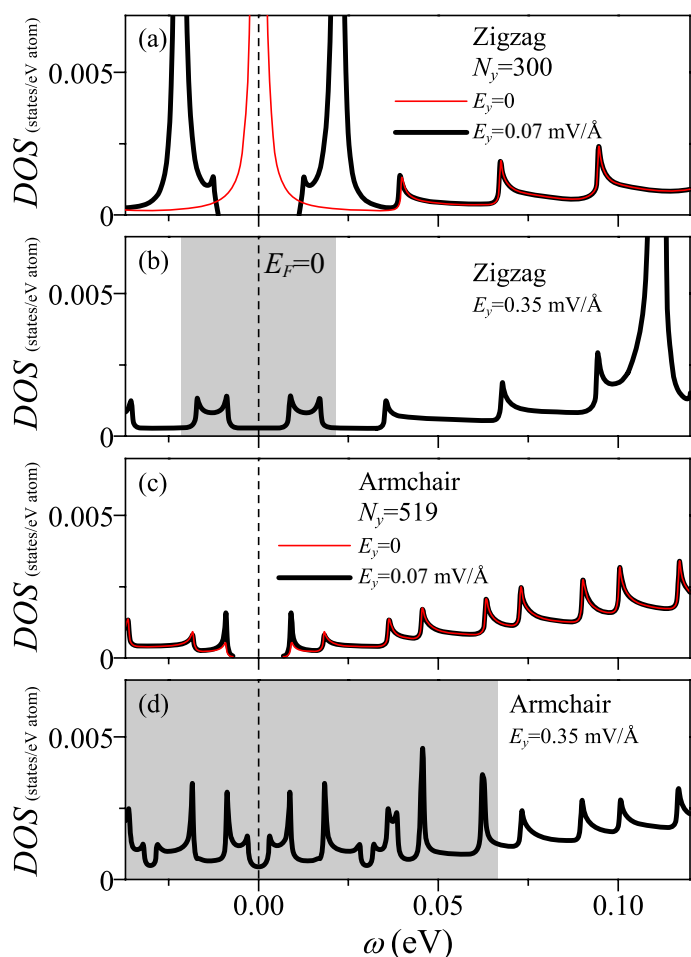 (a)
Zigzag
N_y=300
E_y=0
E_y=0.07 mV/Å
0.005
0
DOS (states/eV atom)
(b)
E_F=0
Zigzag
E_y=0.35 mV/Å
0.005
0
DOS (states/eV atom)
(c)
Armchair
N_y=519
E_y=0
E_y=0.07 mV/Å
0.005
0
DOS (states/eV atom)
(d)
Armchair
E_y=0.35 mV/Å
0.005
0
DOS (states/eV atom)
0.00 0.05 0.10
ω (eV)